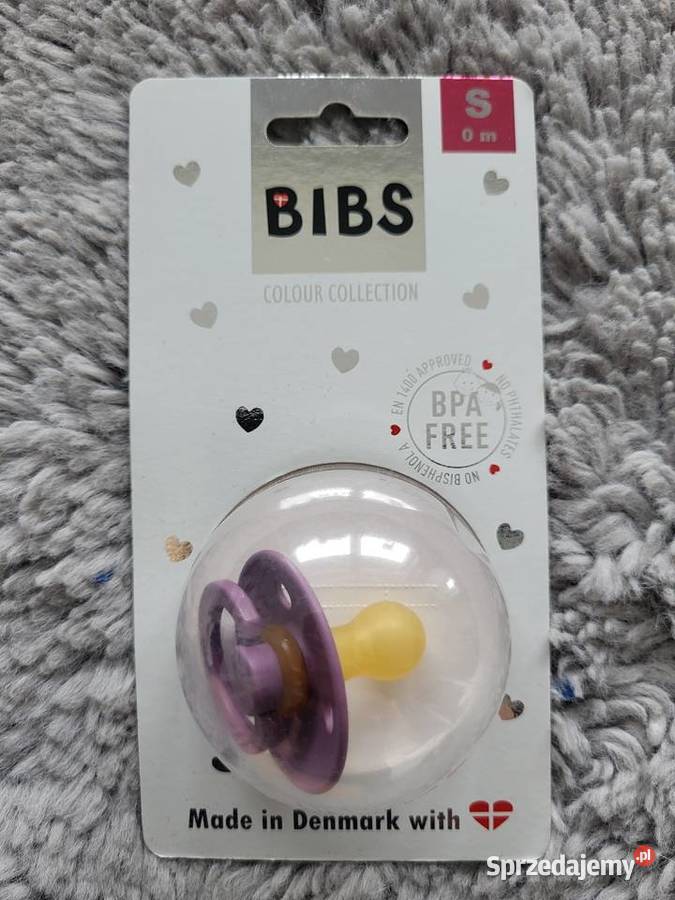 S
0 m
BIBS
COLOUR COLLECTION
EN 1400 APPROVED
NO PHTHALATES
NO BISPHENOL A
BPA
FREE
Made in Denmark with
Sprzedajemy.pl